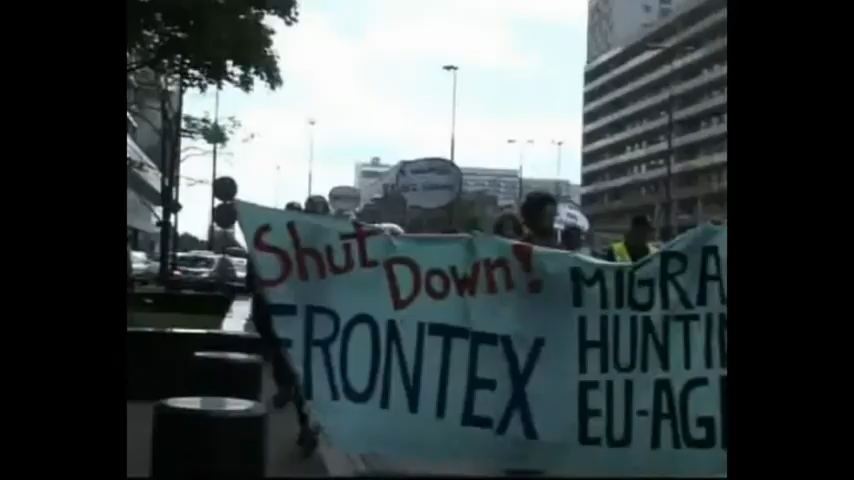 Shut Down!
FRONTEX
MIGRA
HUNTIN
EU-AG